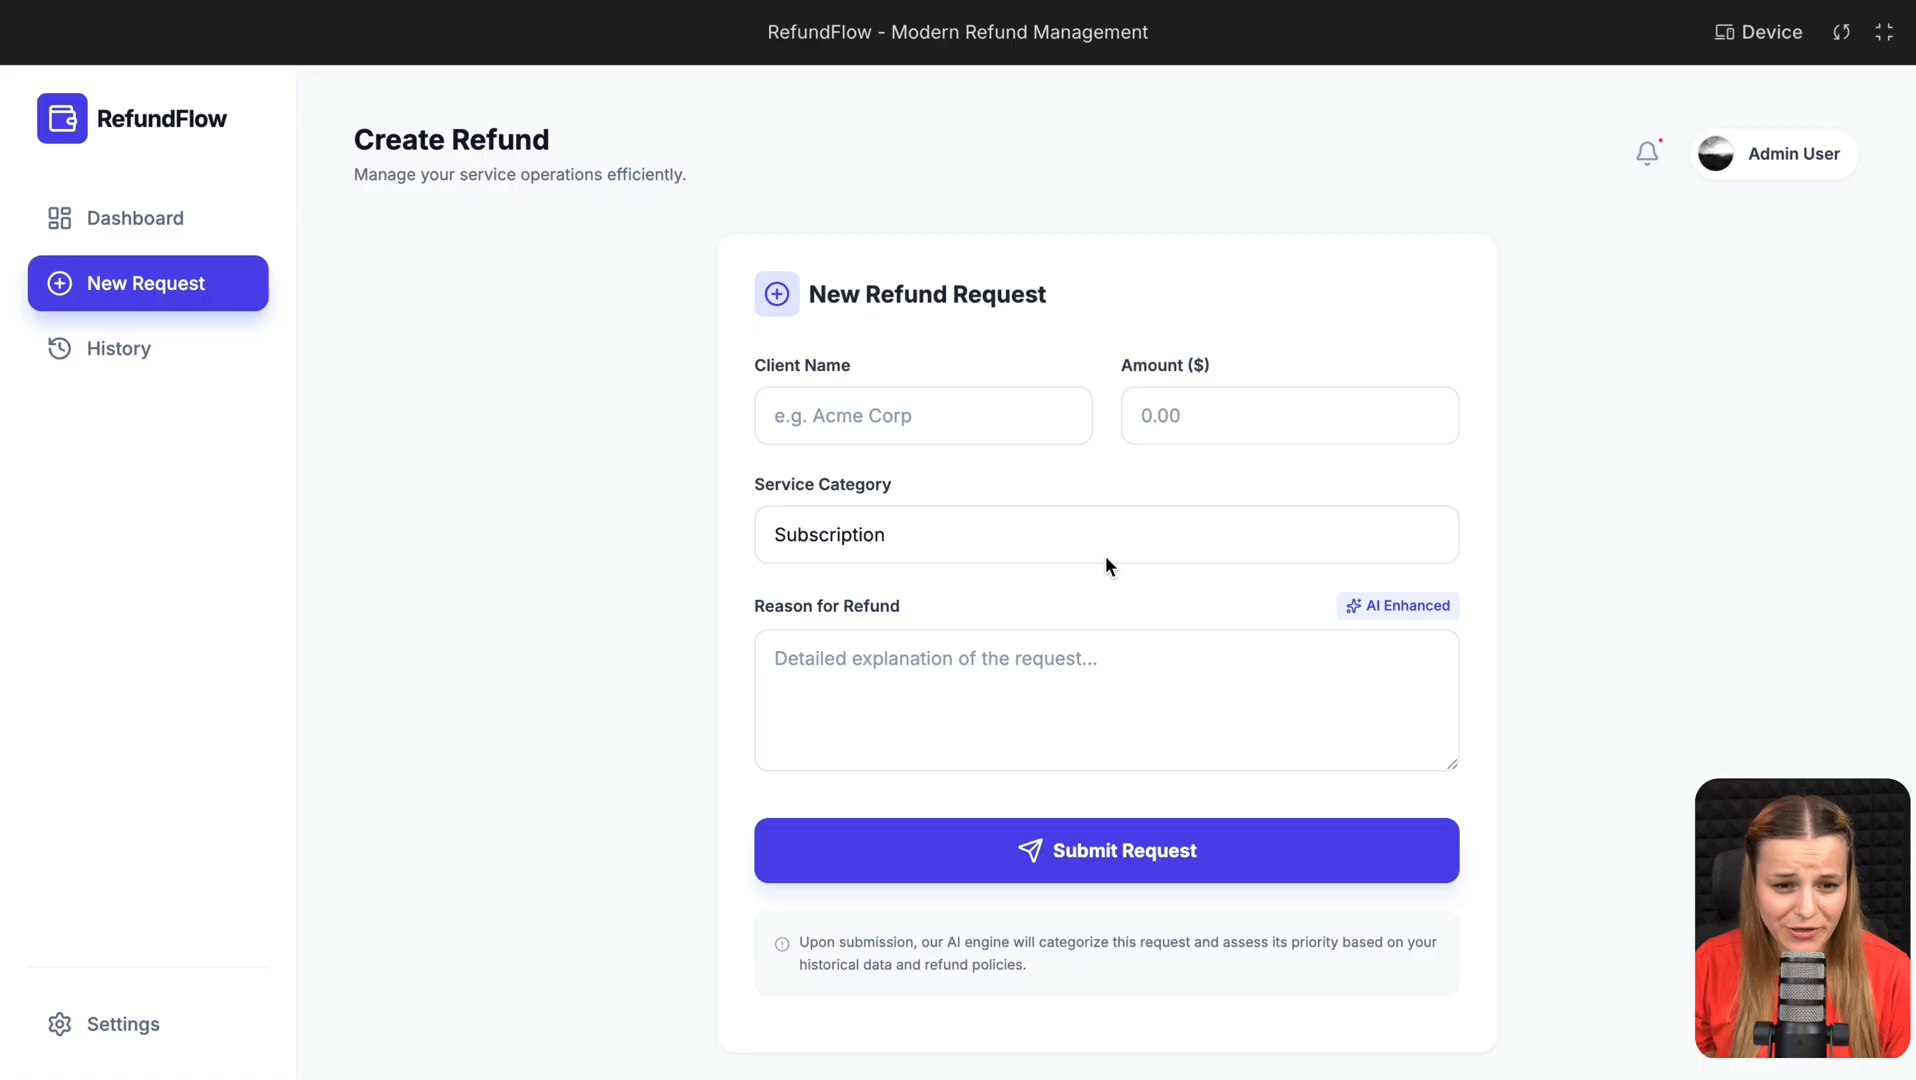 RefundFlow - Modern Refund Management
Device
RefundFlow
Dashboard
New Request
History
Settings
Create Refund
Manage your service operations efficiently.
Admin User
New Refund Request
Client Name
Amount ($)
e.g. Acme Corp
0.00
Service Category
Subscription
Reason for Refund
AI Enhanced
Detailed explanation of the request...
Submit Request
Upon submission, our AI engine will categorize this request and assess its priority based on your
historical data and refund policies.